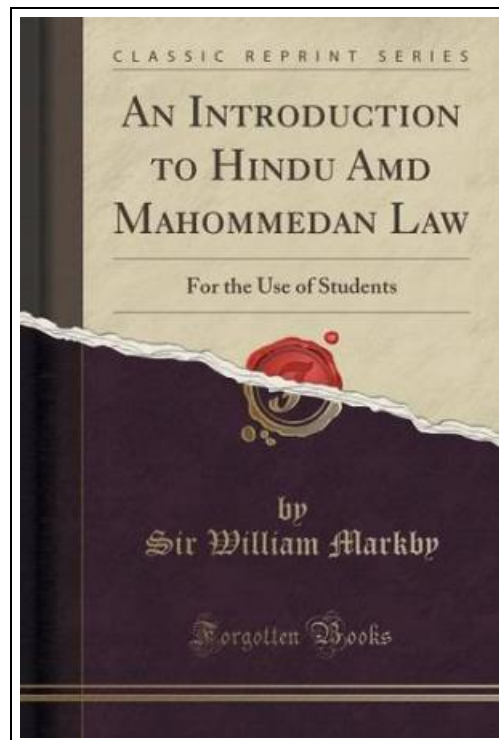 CLASSIC REPRINT SERIES
AN INTRODUCTION
TO HINDU AMD
MAHOMMEDAN LAW
For the Use of Students
F
by
Sir William Markby
Forgotten Books